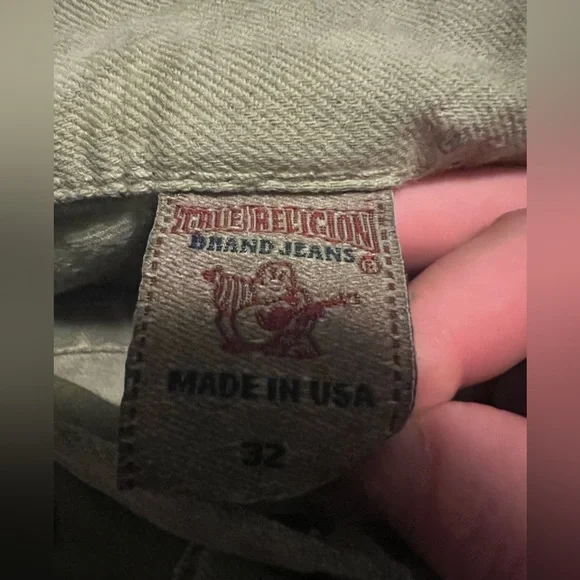 TRUE RELIGION
BRAND JEANS
R
MADE IN USA
32